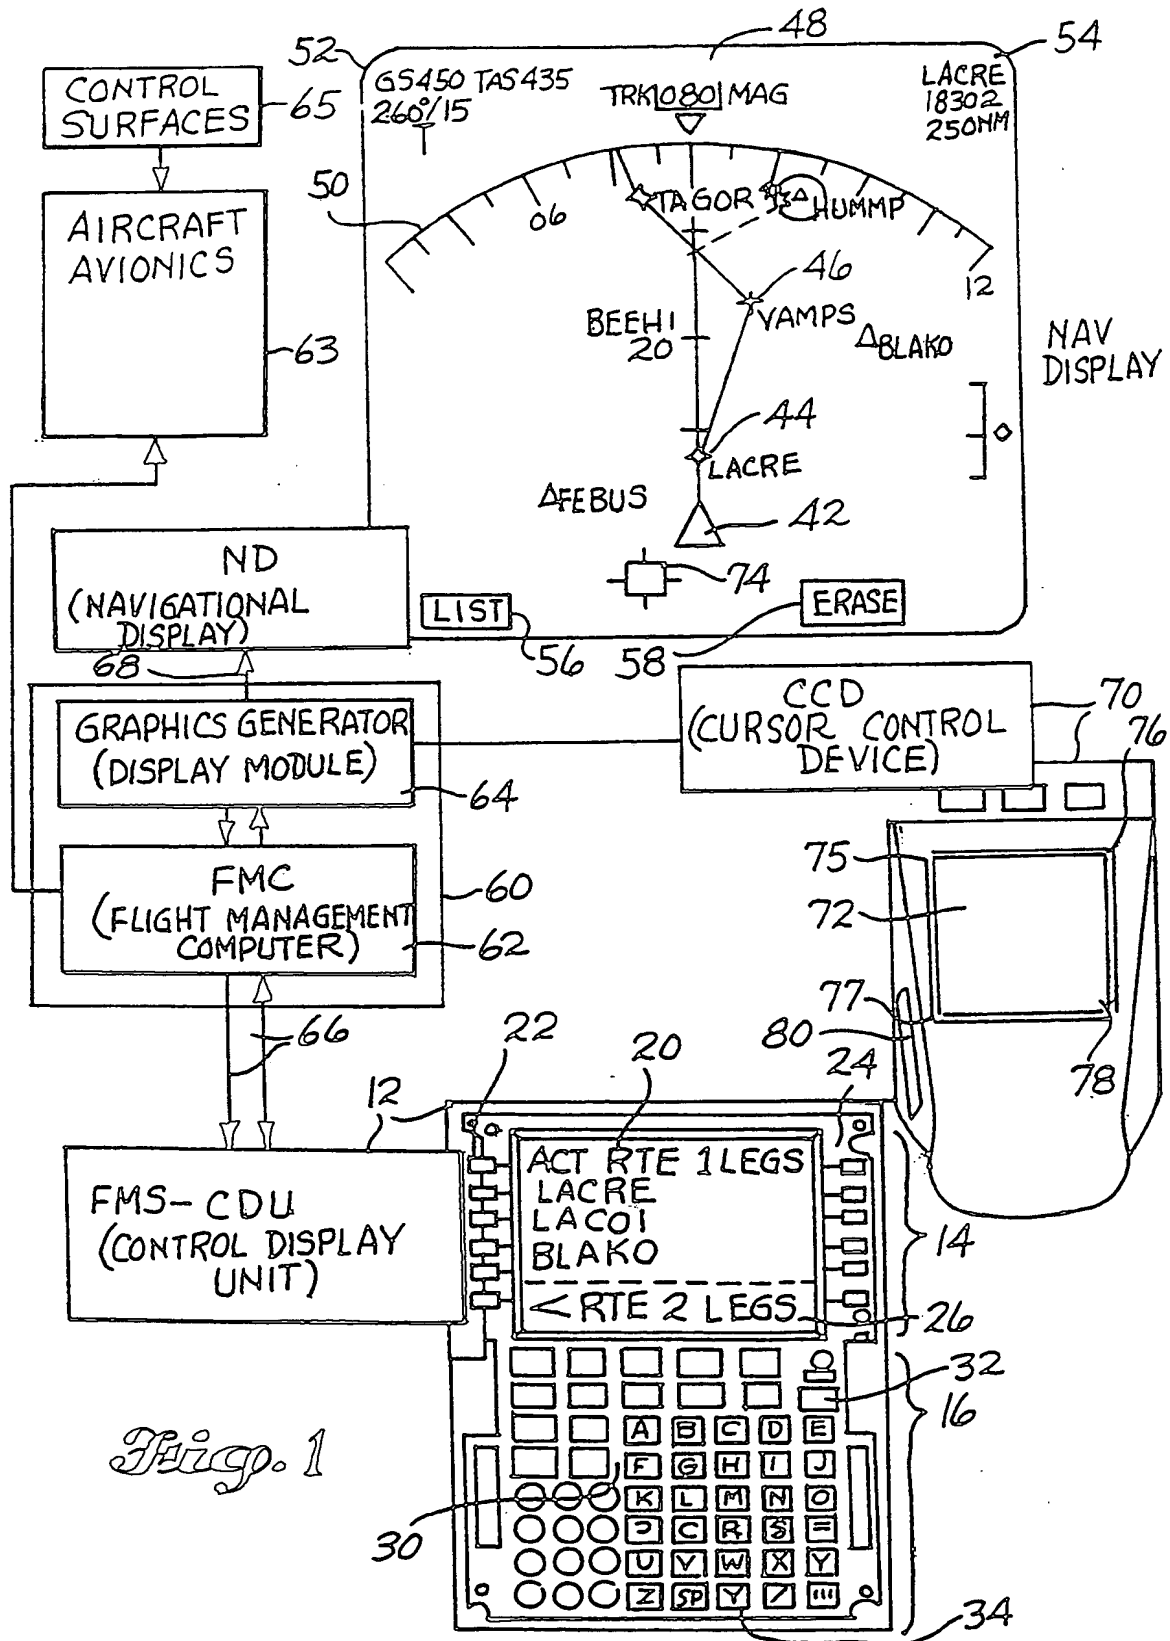 48
52
54
CONTROL
SURFACES
65
GS450 TAS435
260°/15
TRK 080 MAG
LACRE
18302
250NM
50
06
TAGOR
HUMMP
12
AIRCRAFT
AVIONICS
63
46
VAMPS
BEEHI
20
BLAKO
NAV
DISPLAY
44
LACRE
FEBUS
42
74
ND
(NAVIGATIONAL
DISPLAY)
LIST
ERASE
56
58
68
GRAPHICS GENERATOR
(DISPLAY MODULE)
64
CCD
(CURSOR CONTROL
DEVICE)
70
76
FMC
(FLIGHT MANAGEMENT
COMPUTER)
60
62
75
72
77
80
78
66
22
20
24
12
FMS-CDU
(CONTROL DISPLAY
UNIT)
ACT RTE 1 LEGS
LACRE
LACO1
BLAKO
< RTE 2 LEGS
14
26
32
16
A B C D E
F G H I J
K L M N O
C R S =
U V W X Y
Z SP Y /
30
34
Fig. 1